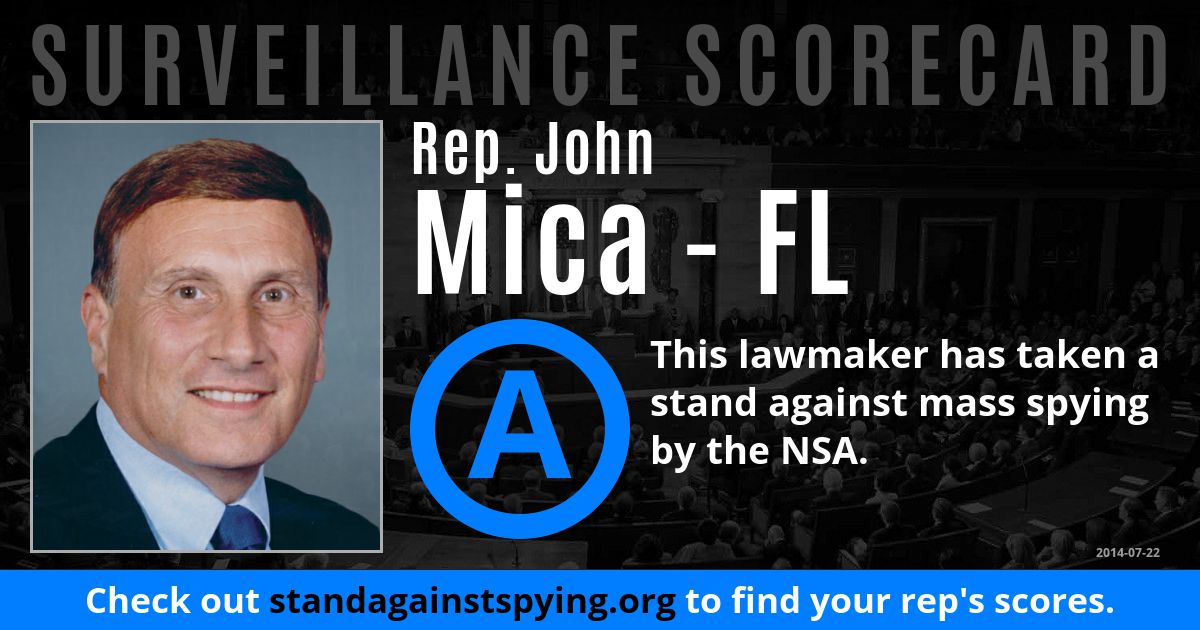 SURVEILLANCE SCORECARD
Rep. John
Mica - FL
A
This lawmaker has taken a
stand against mass spying
by the NSA.
2014-07-22
Check out standagainstspying.org to find your rep's scores.